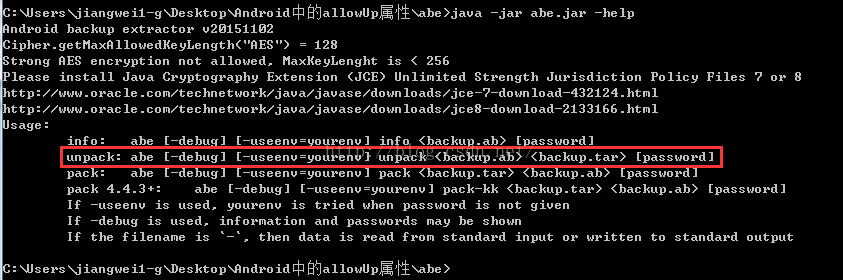 C:\Users\jiangwei1-g\Desktop\Android中的allowUp属性\abe>java -jar abe.jar -help
Android backup extractor v20151102
Cipher.getMaxAllowedKeyLength("AES") = 128
Strong AES encryption not allowed, MaxKeyLenght is < 256
Please install Java Cryptography Extension (JCE) Unlimited Strength Jurisdiction Policy Files 7 or 8
http://www.oracle.com/technetwork/java/javase/downloads/jce-7-download-432124.html
http://www.oracle.com/technetwork/java/javase/downloads/jce8-download-2133166.html
Usage:
info: abe [-debug] [-useenv=yourenv] info <backup.ab> [password]
unpack: abe [-debug] [-useenv=yourenv] unpack <backup.ab> <backup.tar> [password]
pack: abe [-debug] [-useenv=yourenv] pack <backup.tar> <backup.ab> [password]
pack 4.4.3+: abe [-debug] [-useenv=yourenv] pack-kk <backup.tar> <backup.ab> [password]
If -useenv is used, yourenv is tried when password is not given
If -debug is used, information and passwords may be shown
If the filename is `-`, then data is read from standard input or written to standard output
C:\Users\jiangwei1-g\Desktop\Android中的allowUp属性\abe>